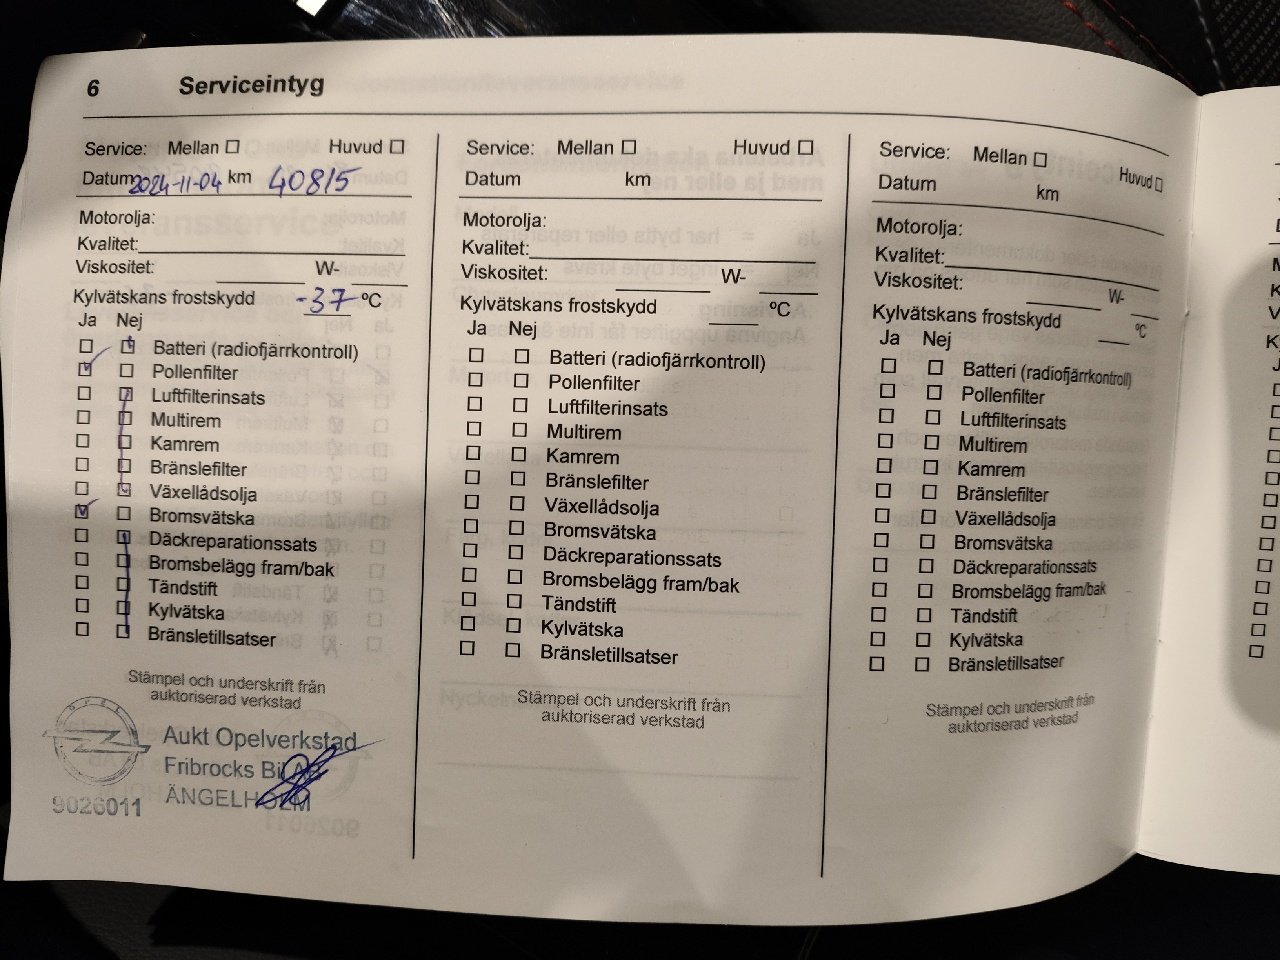 6 Serviceintyg
Service: Mellan ☐ Huvud ☐
Datum 2024-11-04 km 40815
Motorolja:
Kvalitet:
Viskositet: W-
Kylvätskans frostskydd -37 ºC
Ja Nej
Batteri (radiofjärrkontroll)
Pollenfilter
Luftfilterinsats
Multirem
Kamrem
Bränslefilter
Växellådsolja
Bromsvätska
Däckreparationssats
Bromsbelägg fram/bak
Tändstift
Kylvätska
Bränsletillsatser
Stämpel och underskrift från
auktoriserad verkstad
OPEL
Aukt Opelverkstad
Fribrocks Bil AB
ÄNGELHOLM
9026011
Service: Mellan ☐ Huvud ☐
Datum km
Motorolja:
Kvalitet:
Viskositet: W-
Kylvätskans frostskydd ºC
Ja Nej
Batteri (radiofjärrkontroll)
Pollenfilter
Luftfilterinsats
Multirem
Kamrem
Bränslefilter
Växellådsolja
Bromsvätska
Däckreparationssats
Bromsbelägg fram/bak
Tändstift
Kylvätska
Bränsletillsatser
Stämpel och underskrift från
auktoriserad verkstad
Service: Mellan ☐ Huvud ☐
Datum km
Motorolja:
Kvalitet:
Viskositet: W-
Kylvätskans frostskydd ºC
Ja Nej
Batteri (radiofjärrkontroll)
Pollenfilter
Luftfilterinsats
Multirem
Kamrem
Bränslefilter
Växellådsolja
Bromsvätska
Däckreparationssats
Bromsbelägg fram/bak
Tändstift
Kylvätska
Bränsletillsatser
Stämpel och underskrift från
auktoriserad verkstad